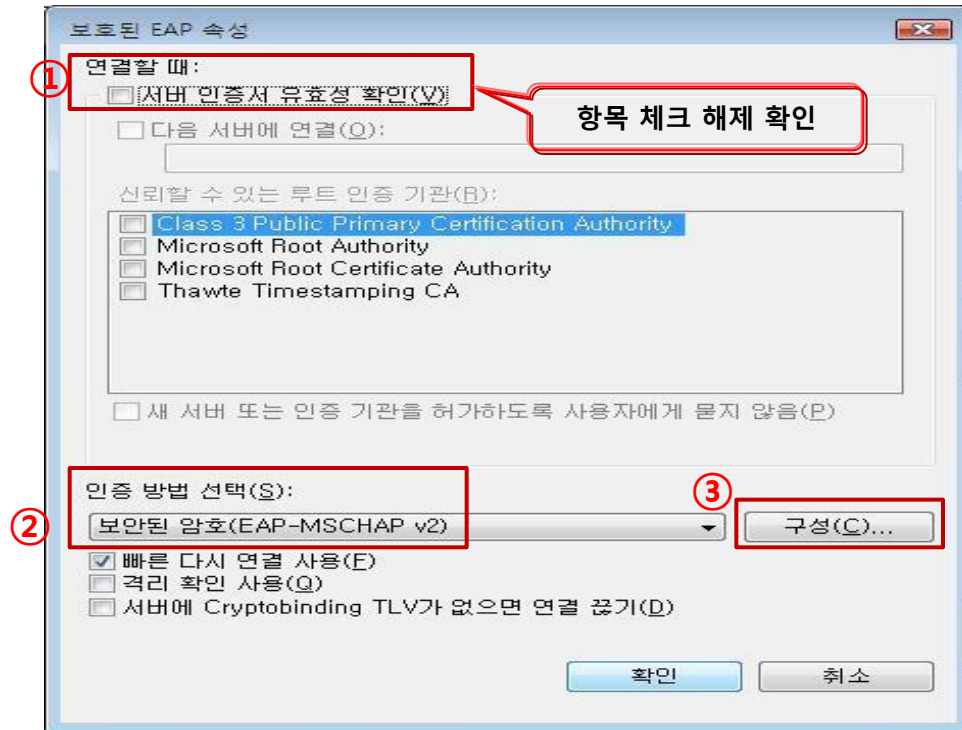 보호된 EAP 속성
① 연결할 때:
서버 인증서 유효성 확인(V)
항목 체크 해제 확인
다음 서버에 연결(O):
신뢰할 수 있는 루트 인증 기관(R):
Class 3 Public Primary Certification Authority
Microsoft Root Authority
Microsoft Root Certificate Authority
Thawte Timestamping CA
새 서버 또는 인증 기관을 허가하도록 사용자에게 묻지 않음(P)
인증 방법 선택(S):
②
보안된 암호(EAP-MSCHAP v2)
③
구성(C)...
빠른 다시 연결 사용(F)
격리 확인 사용(Q)
서버에 Cryptobinding TLV가 없으면 연결 끊기(D)
확인
취소